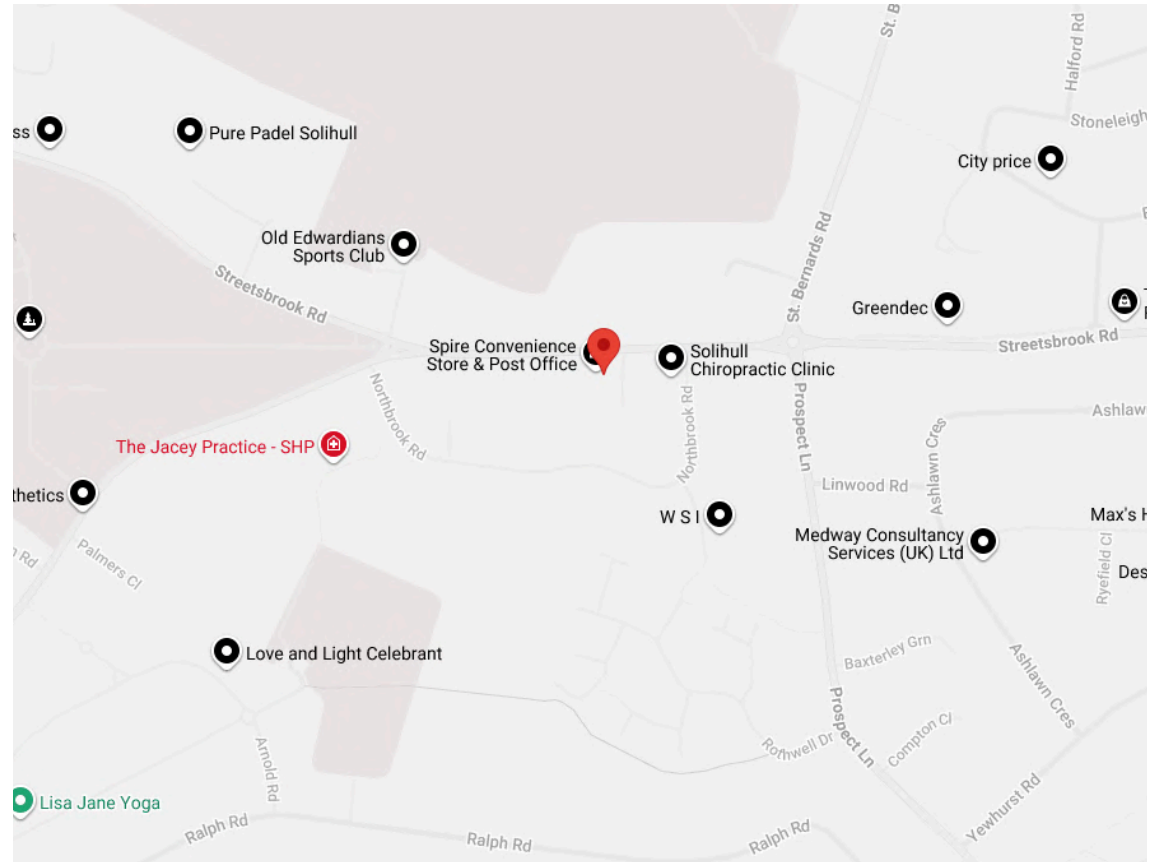 St. B
Halford Rd
Stoneleigh
ss
Pure Padel Solihull
City price
St. Bernards Rd
Old Edwardians
Sports Club
Streetsbrook Rd
Greendec
Streetsbrook Rd
Spire Convenience
Store & Post Office
Solihull
Chiropractic Clinic
Northbrook Rd
Northbrook Rd
Prospect Ln
Ashlaw
Ashlawn Cres
The Jacey Practice - SHP
Linwood Rd
thetics
W S I
Max's H
Medway Consultancy
Services (UK) Ltd
n Rd
Palmers Cl
Ryefield Cl
Des
Love and Light Celebrant
Baxterley Grn
Ashlawn Cres
Prospect Ln
Compton Cl
Rothwell Dr
Arnold Rd
Lisa Jane Yoga
Yewhurst Rd
Ralph Rd
Ralph Rd
Ralph Rd